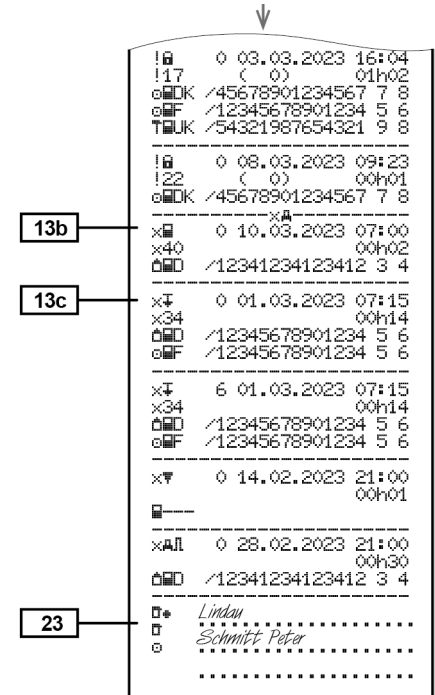 !🔒 0 03.03.2023 16:04
!17 ( 0) 01h02
DK /45678901234567 7 8
F /12345678901234 5 6
UK /54321987654321 9 8
!🔒 0 08.03.2023 09:23
!22 ( 0) 00h01
DK /45678901234567 7 8
×
13b
× 0 10.03.2023 07:00
×40 00h02
D /12341234123412 3 4
13c
× 0 01.03.2023 07:15
×34 00h14
D /12345678901234 5 6
F /12345678901234 5 6
× 6 01.03.2023 07:15
×34 00h14
D /12345678901234 5 6
F /12345678901234 5 6
× 0 14.02.2023 21:00
00h01
---
× 0 28.02.2023 21:00
00h30
D /12341234123412 3 4
23
Lindau
Schmitt Peter